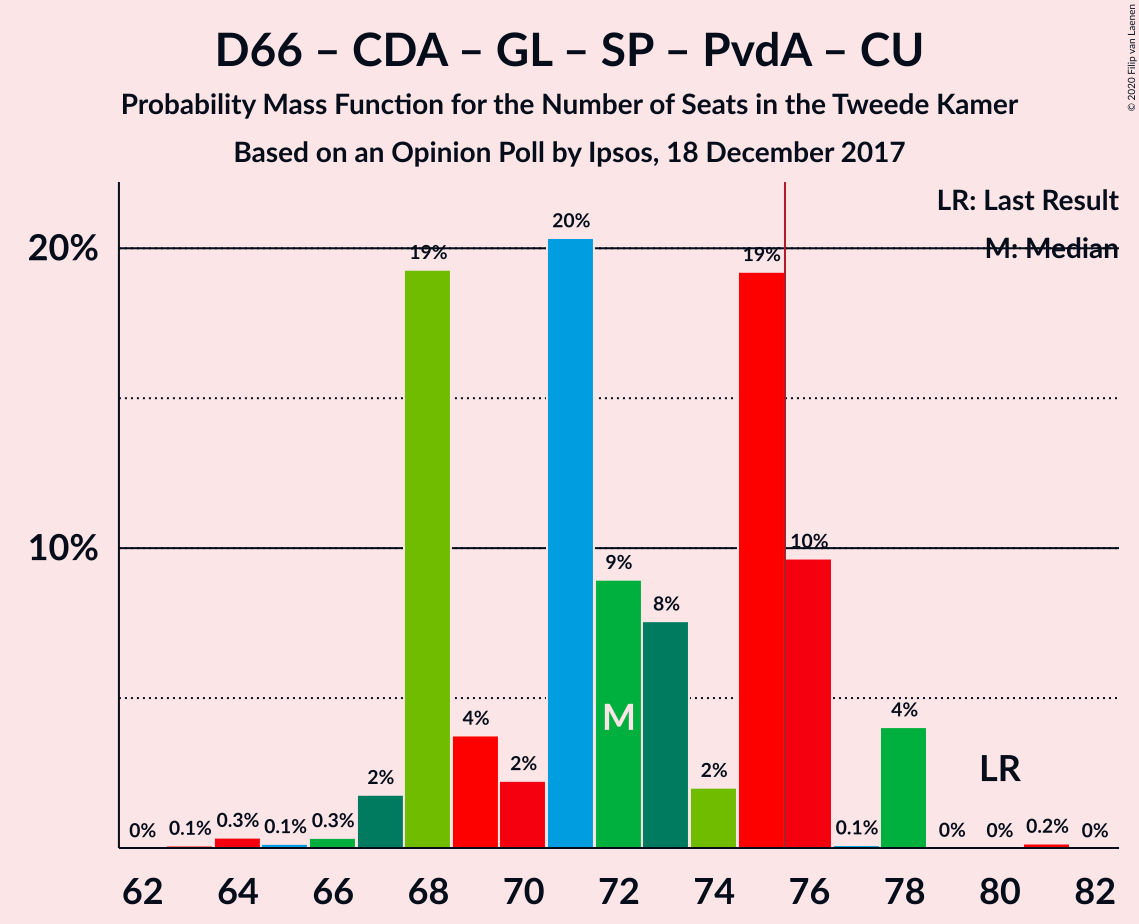 D66 – CDA – GL – SP – PvdA – CU
Probability Mass Function for the Number of Seats in the Tweede Kamer
Based on an Opinion Poll by Ipsos, 18 December 2017
© 2020 Filip van Laenen
LR: Last Result
M: Median
20%
10%
0%
0.1%
0.3%
0.1%
0.3%
2%
19%
4%
2%
20%
9%
8%
2%
19%
10%
0.1%
4%
0%
0%
0.2%
0%
M
LR
62 64 66 68 70 72 74 76 78 80 82